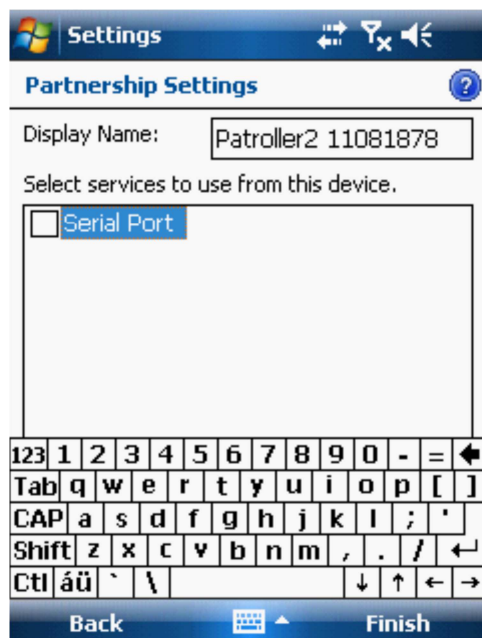 Settings
Partnership Settings ?
Display Name: Patroller2 11081878
Select services to use from this device.
Serial Port
123 1 2 3 4 5 6 7 8 9 0 - = 
Tab q w e r t y u i o p [ ]
CAP a s d f g h j k l ; '
Shift z x c v b n m , . / ↵
Ctl áü ` \ ↓ ↑ ← →
Back Finish